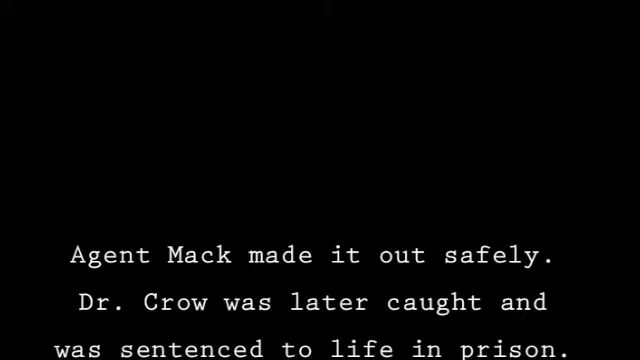 Agent Mack made it out safely.
Dr. Crow was later caught and
was sentenced to life in prison.